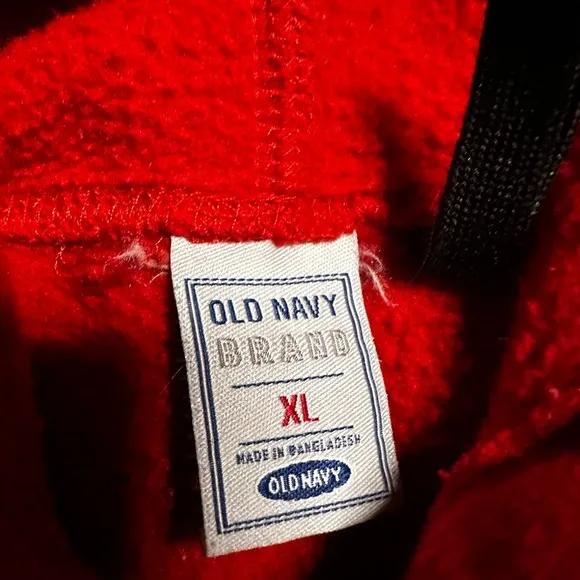 OLD NAVY
BRAND
XL
MADE IN BANGLADESH
OLD NAVY